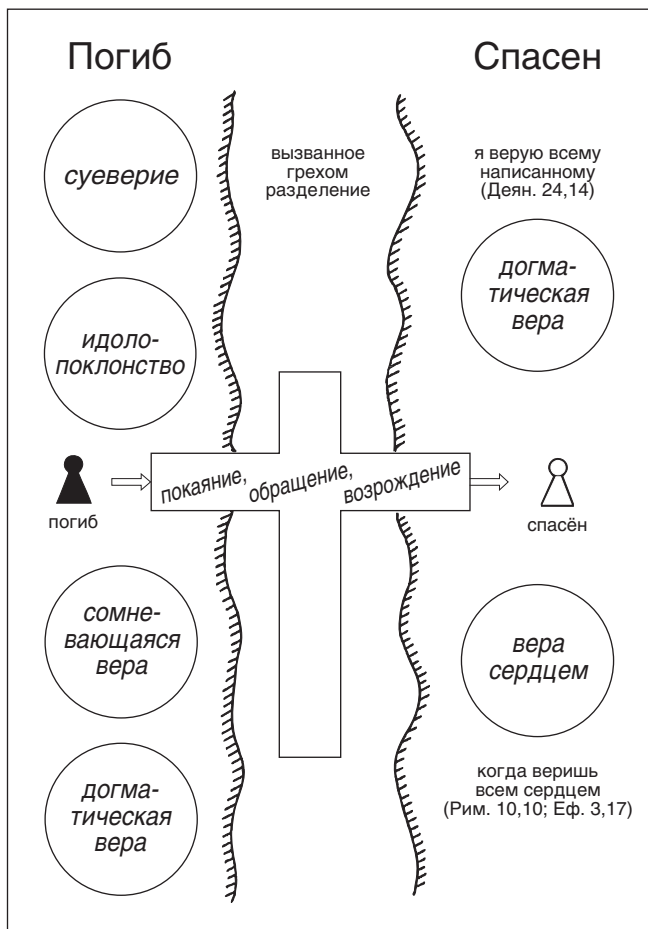 Погиб
Спасен
суеверие
вызванное
грехом
разделение
я верую всему
написанному
(Деян. 24,14)
догма-
тическая
вера
идоло-
поклонство
покаяние, обращение, возрождение
погиб
спасён
сомне-
вающаяся
вера
вера
сердцем
догма-
тическая
вера
когда веришь
всем сердцем
(Рим. 10,10; Еф. 3,17)